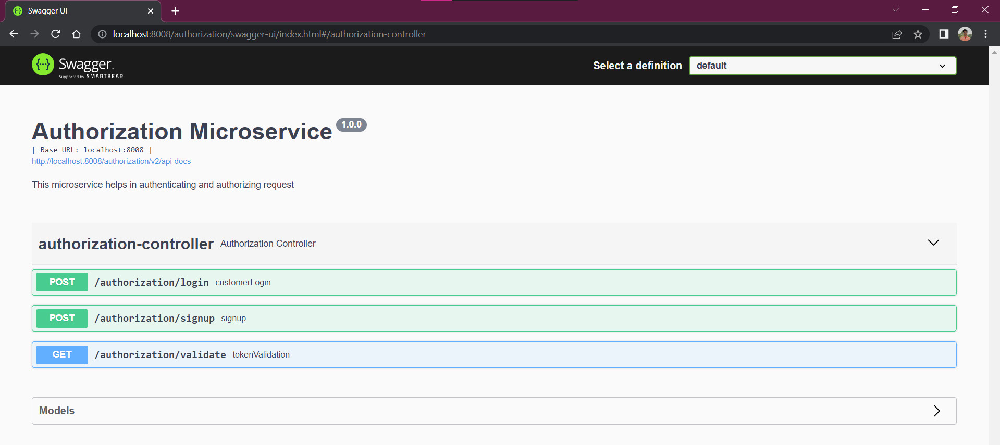 Swagger UI
localhost:8008/authorization/swagger-ui/index.html#/authorization-controller
{···} Swagger™
Supported by SMARTBEAR
Select a definition default
Authorization Microservice 1.0.0
[ Base URL: localhost:8008 ]
http://localhost:8008/authorization/v2/api-docs
This microservice helps in authenticating and authorizing request
authorization-controller Authorization Controller
POST /authorization/login customerLogin
POST /authorization/signup signup
GET /authorization/validate tokenValidation
Models